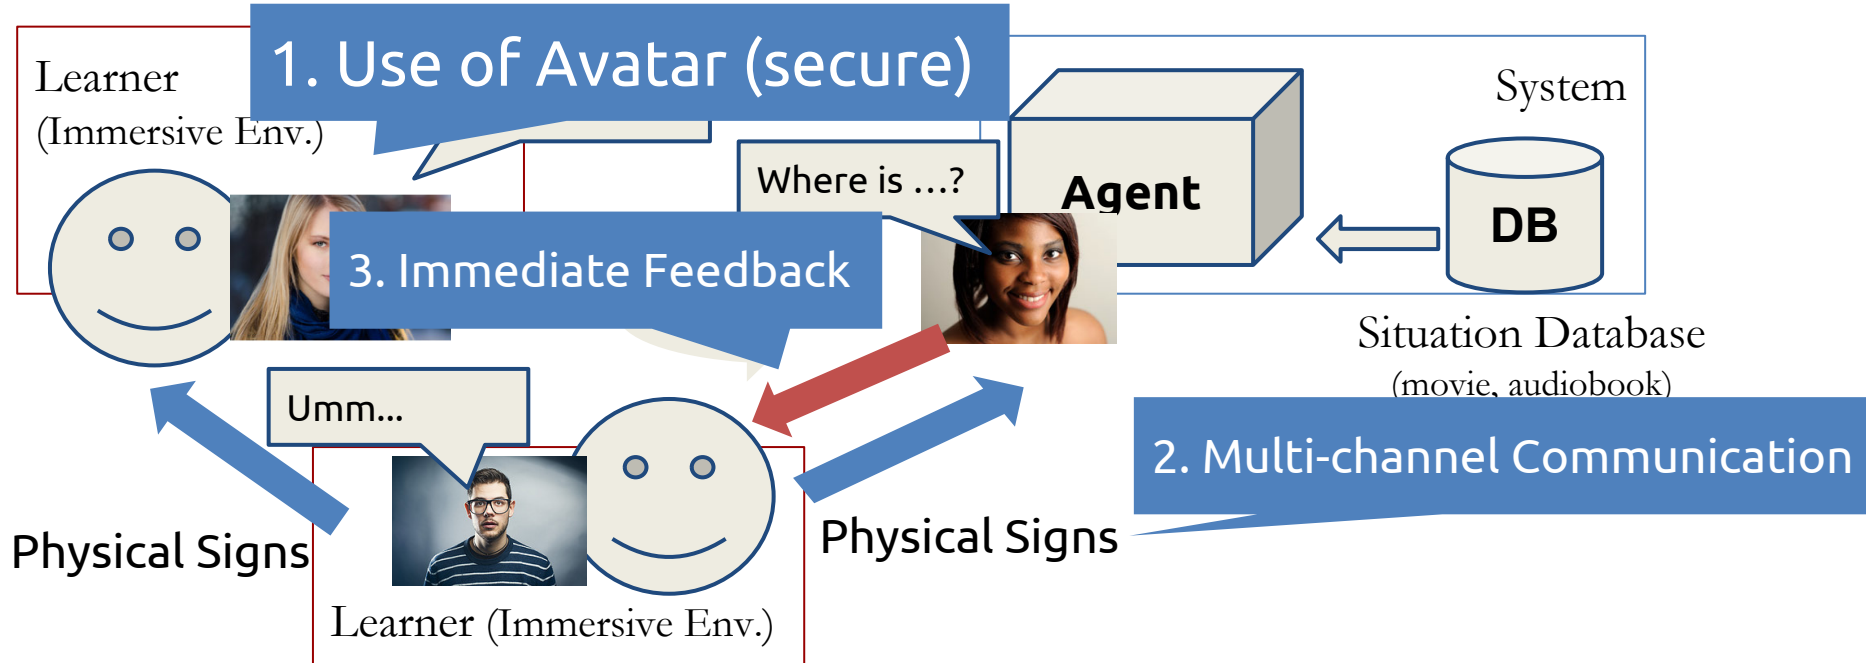 1. Use of Avatar (secure)
Learner
(Immersive Env.)
System
Where is ...?
Agent
DB
3. Immediate Feedback
Situation Database
(movie, audiobook)
Umm...
2. Multi-channel Communication
Physical Signs
Physical Signs
Learner (Immersive Env.)